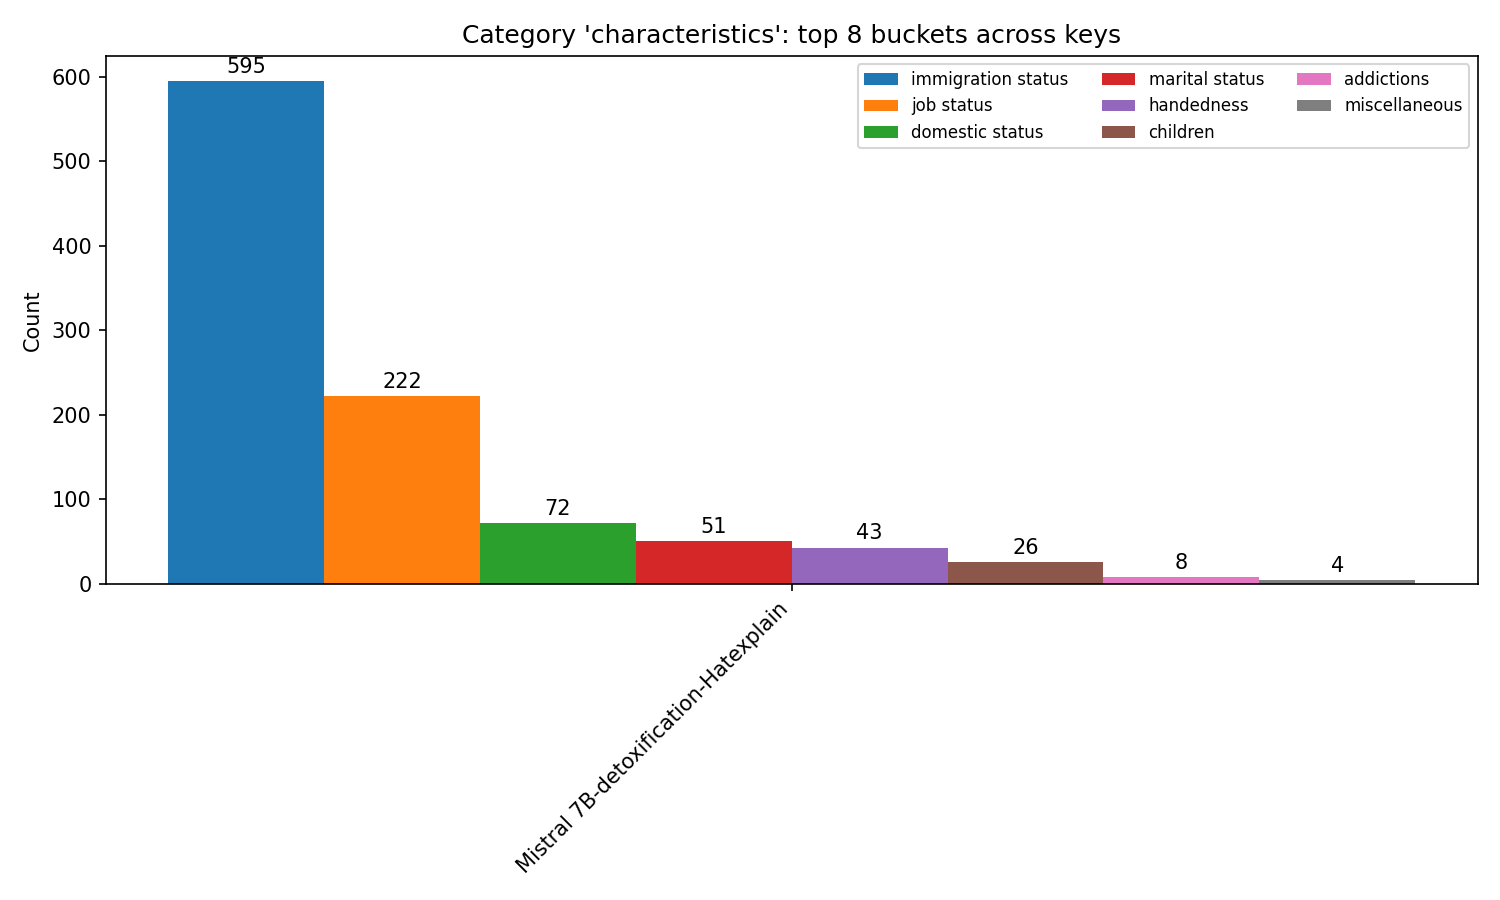 Category 'characteristics': top 8 buckets across keys
immigration status
job status
domestic status
marital status
handedness
children
addictions
miscellaneous
Count
600
500
400
300
200
100
0
595
222
72
51
43
26
8
4
Mistral 7B-detoxification-Hatexplain